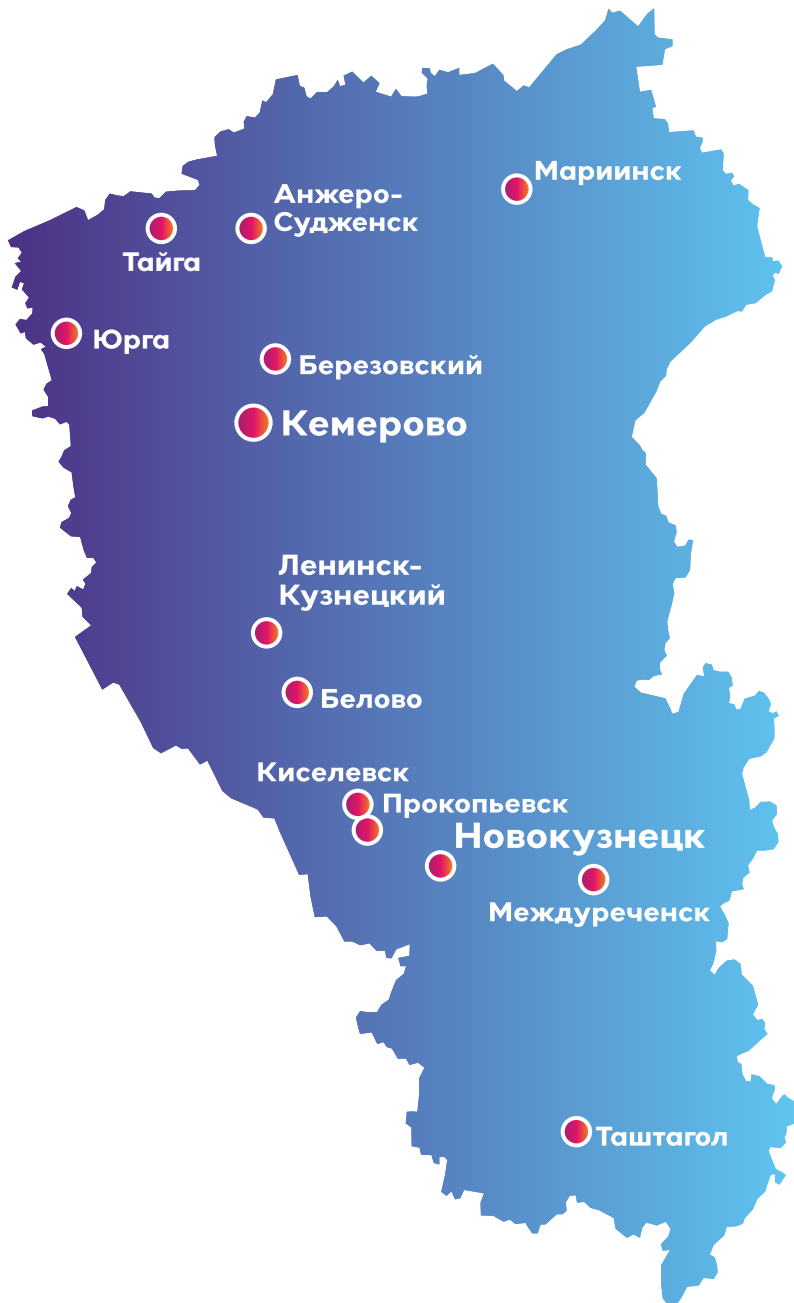 Мариинск
Анжеро-
Судженск
Тайга
Юрга
Березовский
Кемерово
Ленинск-
Кузнецкий
Белово
Киселевск
Прокопьевск
Новокузнецк
Междуреченск
Таштагол